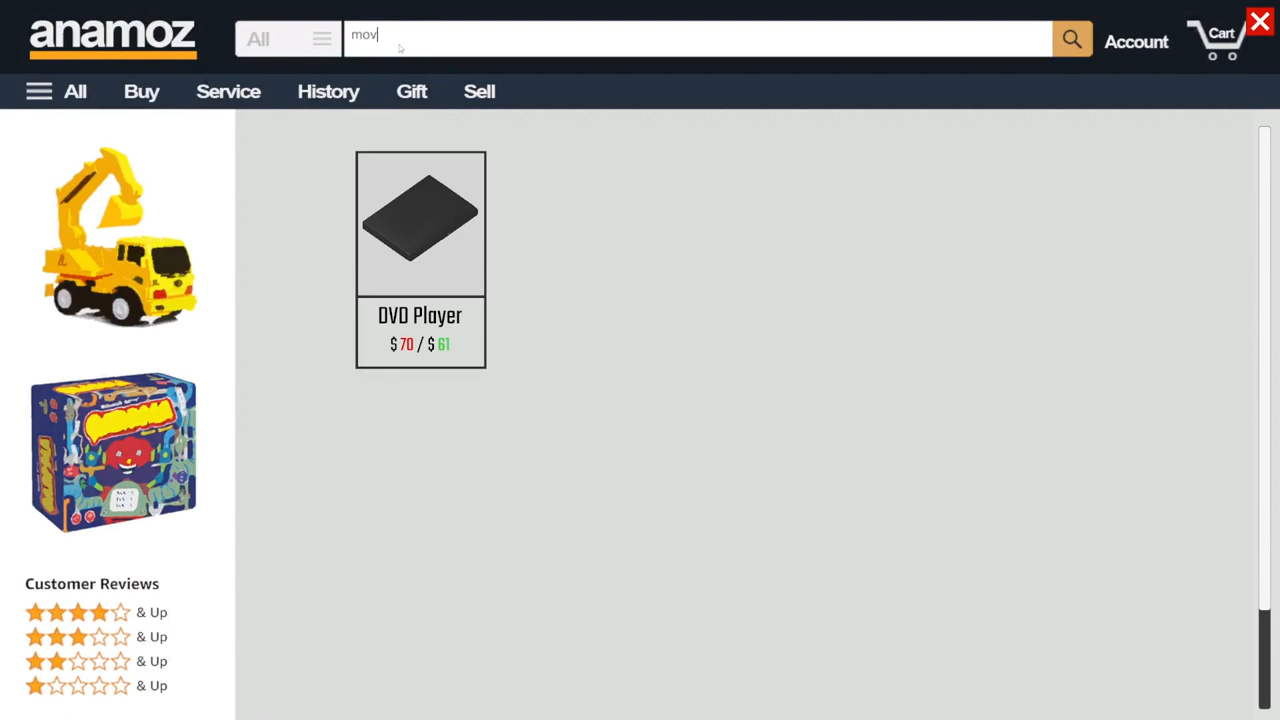 anamoz
All
mov
Account
Cart
All
Buy
Service
History
Gift
Sell
DVD Player
$ 70 / $ 61
Customer Reviews
& Up
& Up
& Up
& Up